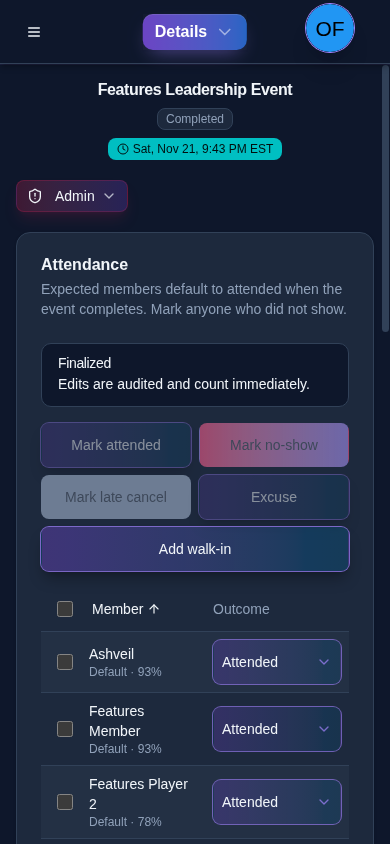 Details
OF
Features Leadership Event
Completed
Sat, Nov 21, 9:43 PM EST
Admin
Attendance
Expected members default to attended when the
event completes. Mark anyone who did not show.
Finalized
Edits are audited and count immediately.
Mark attended
Mark no-show
Mark late cancel
Excuse
Add walk-in
Member ↑
Outcome
Ashveil
Default · 93%
Attended
Features
Member
Default · 93%
Attended
Features Player
2
Default · 78%
Attended